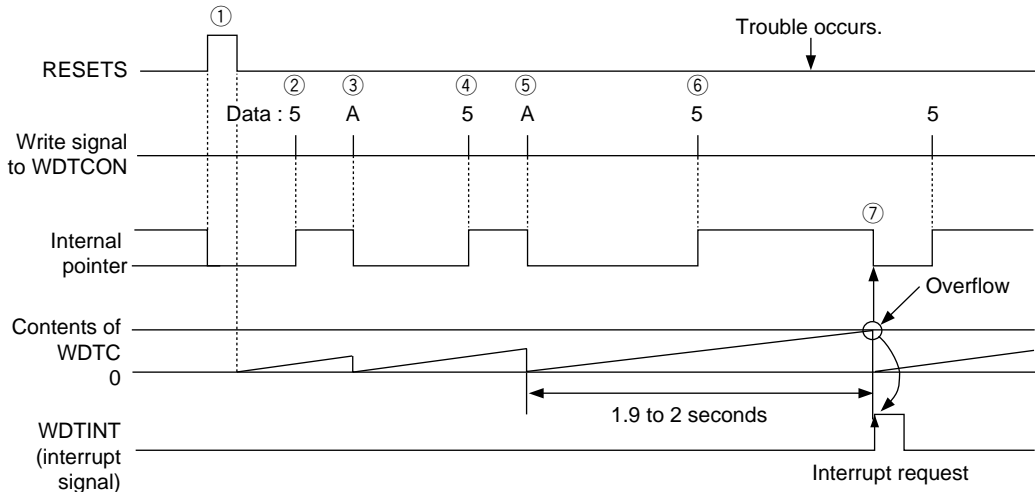 ①
Trouble occurs.
RESETS
② ③ ④ ⑤ ⑥
Data : 5 A 5 A 5 5
Write signal
to WDTCON
⑦
Internal
pointer
Overflow
Contents of
WDTC
0
1.9 to 2 seconds
WDTINT
(interrupt
signal)
Interrupt request